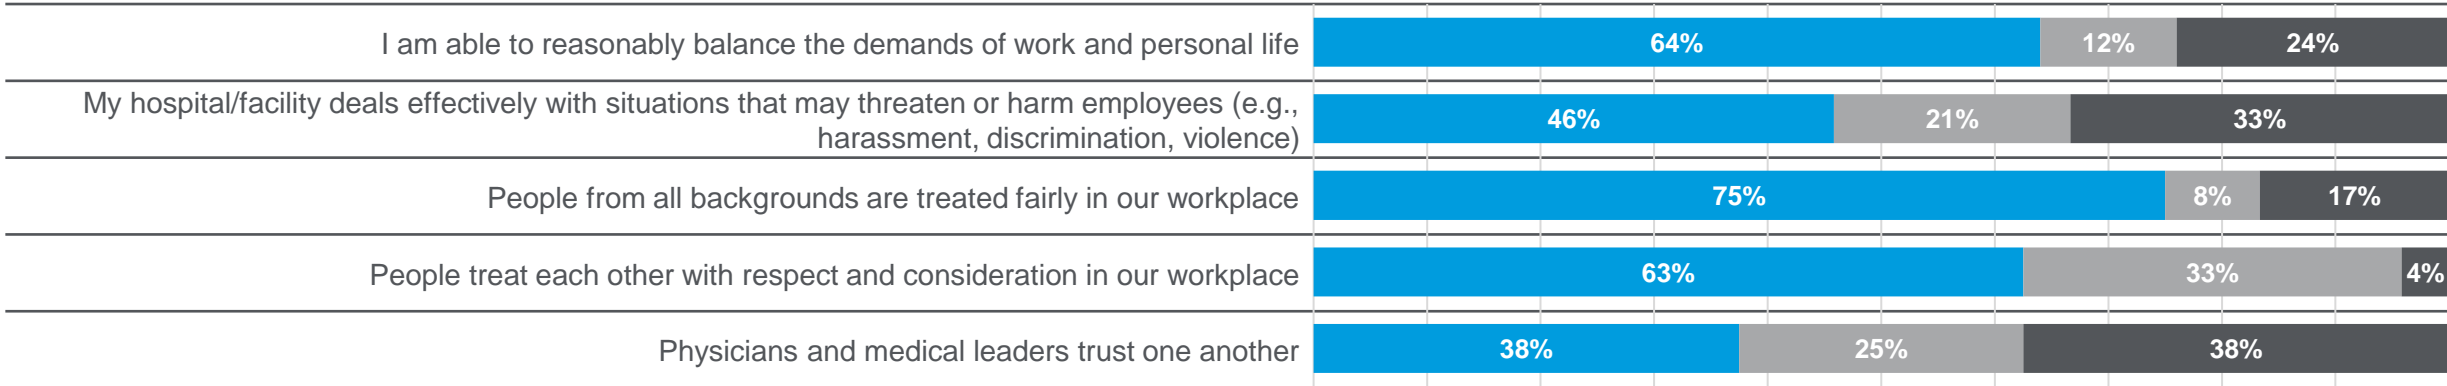 I am able to reasonably balance the demands of work and personal life
64% 12% 24%
My hospital/facility deals effectively with situations that may threaten or harm employees (e.g.,
harassment, discrimination, violence)
46% 21% 33%
People from all backgrounds are treated fairly in our workplace
75% 8% 17%
People treat each other with respect and consideration in our workplace
63% 33% 4%
Physicians and medical leaders trust one another
38% 25% 38%